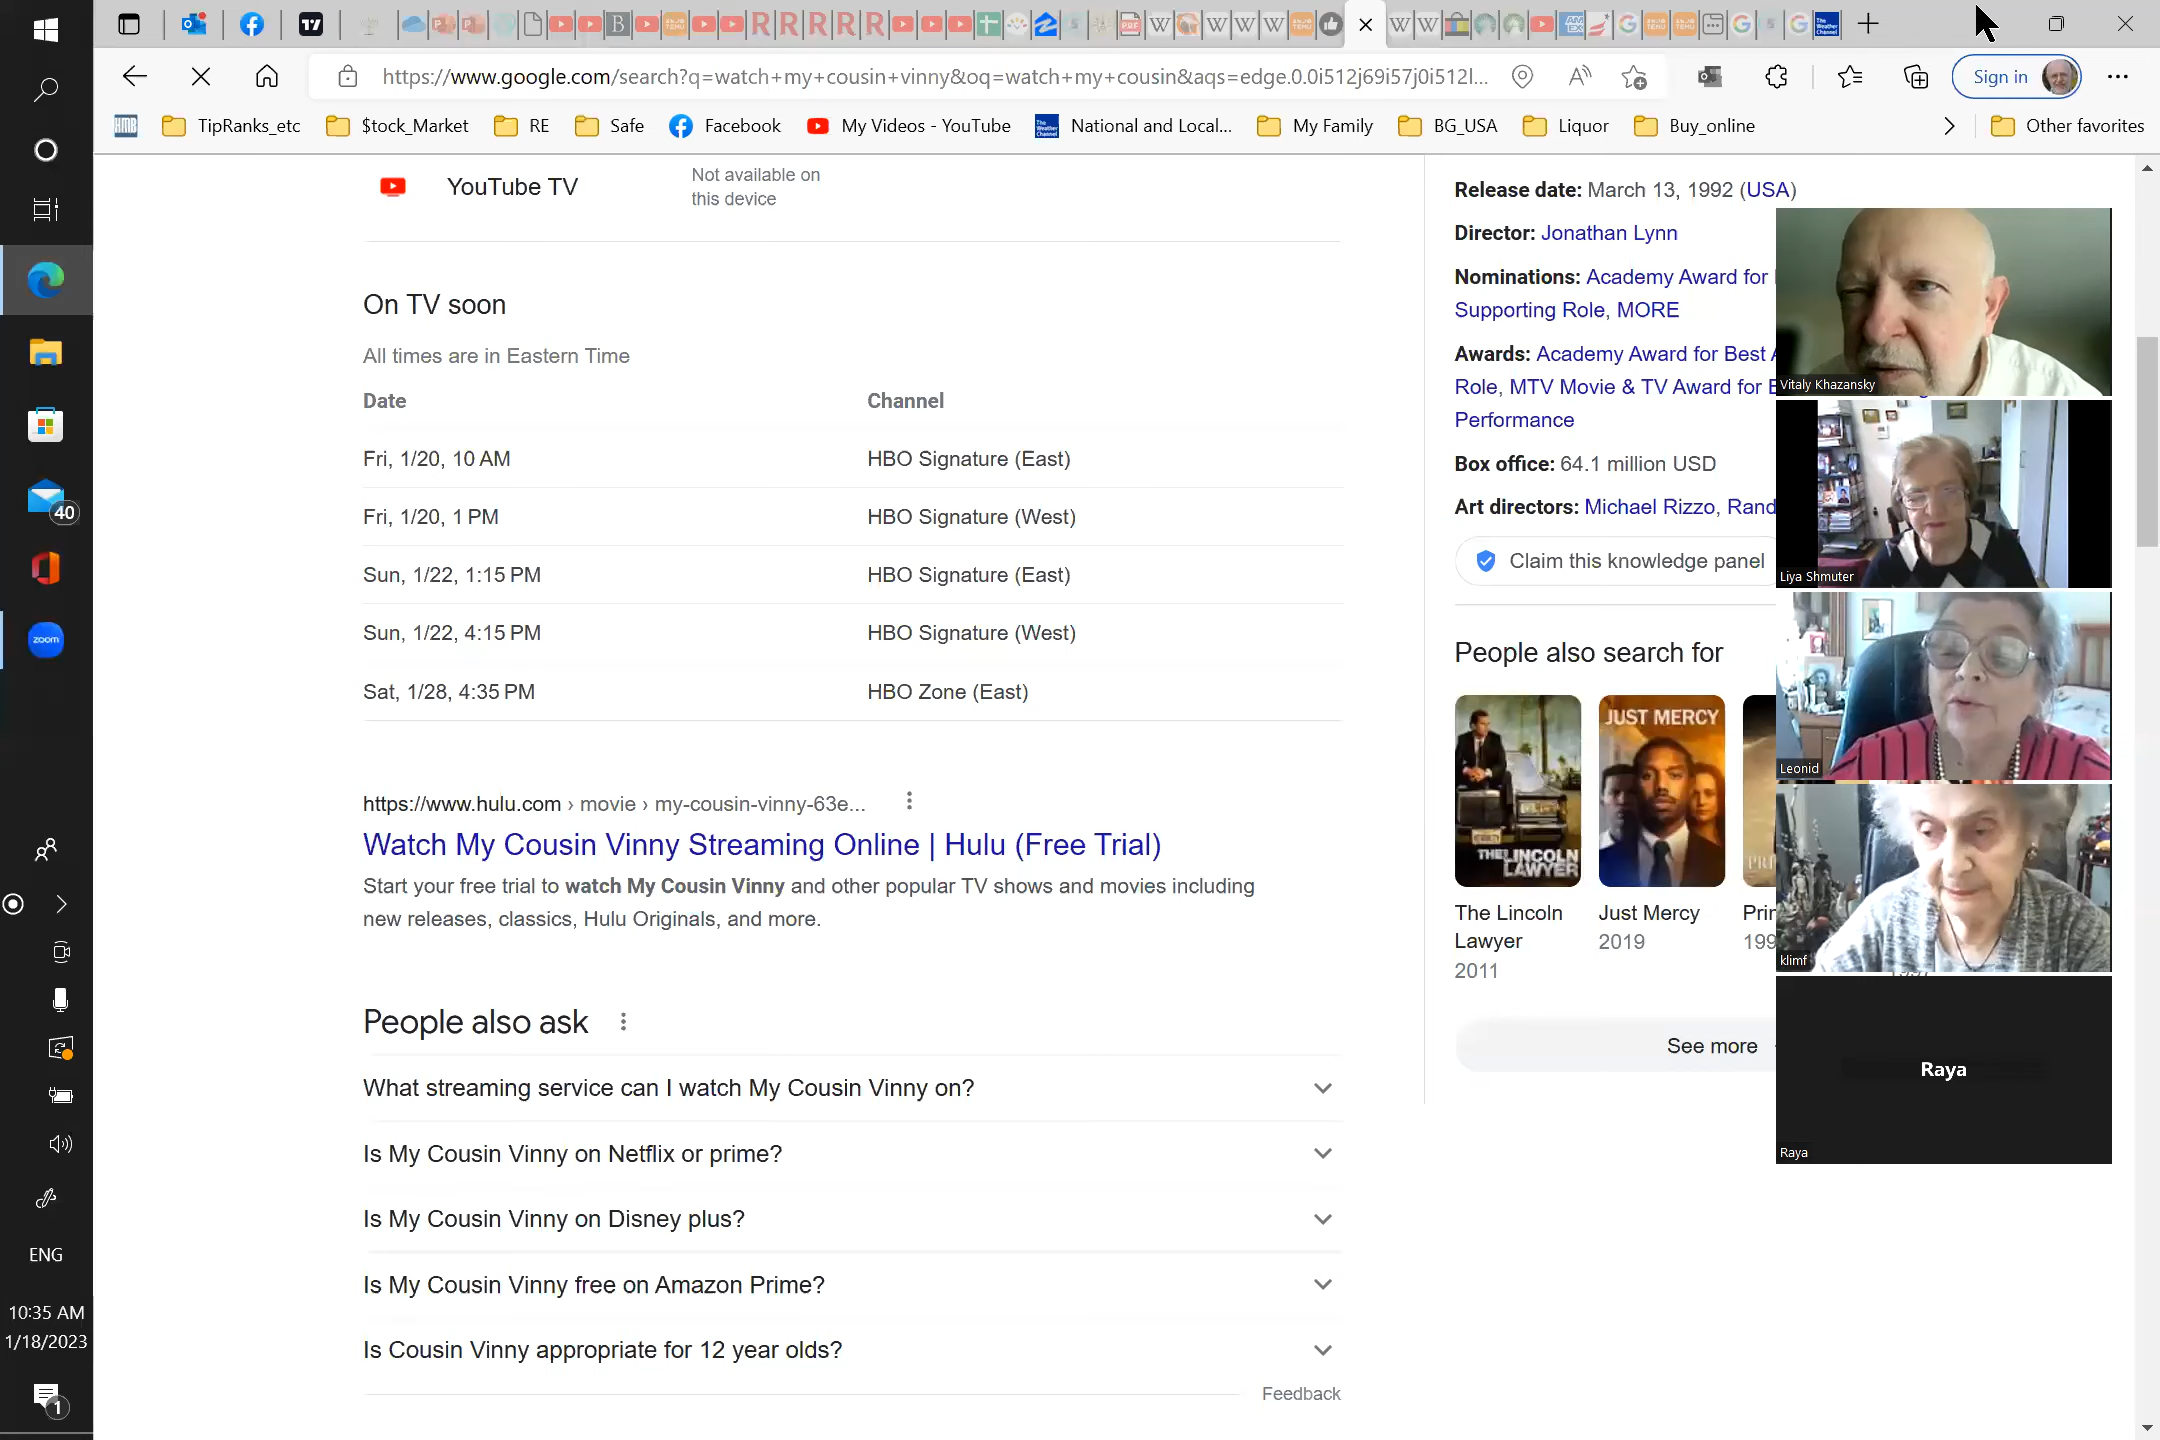 https://www.google.com/search?q=watch+my+cousin+vinny&oq=watch+my+cousin&aqs=edge.0.0i512j69i57j0i512l...
Sign in
TipRanks_etc
$tock_Market
RE
Safe
Facebook
My Videos - YouTube
National and Local...
My Family
BG_USA
Liquor
Buy_online
Other favorites
YouTube TV
Not available on
this device
On TV soon
All times are in Eastern Time
Date Channel
Fri, 1/20, 10 AM HBO Signature (East)
Fri, 1/20, 1 PM HBO Signature (West)
Sun, 1/22, 1:15 PM HBO Signature (East)
Sun, 1/22, 4:15 PM HBO Signature (West)
Sat, 1/28, 4:35 PM HBO Zone (East)
https://www.hulu.com › movie › my-cousin-vinny-63e...
Watch My Cousin Vinny Streaming Online | Hulu (Free Trial)
Start your free trial to watch My Cousin Vinny and other popular TV shows and movies including
new releases, classics, Hulu Originals, and more.
People also ask
What streaming service can I watch My Cousin Vinny on?
Is My Cousin Vinny on Netflix or prime?
Is My Cousin Vinny on Disney plus?
Is My Cousin Vinny free on Amazon Prime?
Is Cousin Vinny appropriate for 12 year olds?
Feedback
Release date: March 13, 1992 (USA)
Director: Jonathan Lynn
Nominations: Academy Award for
Supporting Role, MORE
Awards: Academy Award for Best
Role, MTV Movie & TV Award for
Performance
Box office: 64.1 million USD
Art directors: Michael Rizzo, Rand
Claim this knowledge panel
People also search for
THE LINCOLN
LAWYER
JUST MERCY
PRI
The Lincoln
Lawyer
2011
Just Mercy
2019
Prin
199
See more
Vitaly Khazansky
Liya Shmuter
Leonid
klimf
Raya
Raya
40
zoom
ENG
10:35 AM
1/18/2023
1